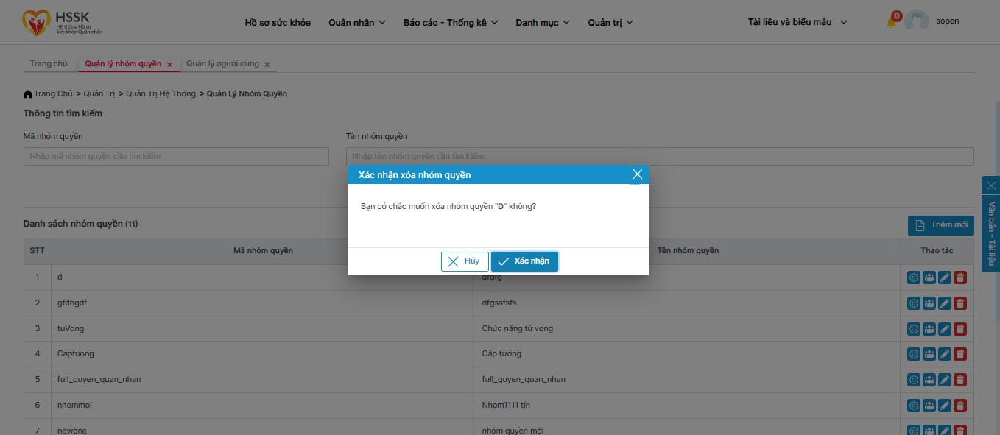 HSSK
Hệ thống Hồ sơ
Sức khỏe Quân nhân
Hồ sơ sức khỏe Quân nhân Báo cáo - Thống kê Danh mục Quản trị Tài liệu và biểu mẫu 0 sopen
Trang chủ Quản lý nhóm quyền × Quản lý người dùng ×
Trang Chủ > Quản Trị > Quản Trị Hệ Thống > Quản Lý Nhóm Quyền
Thông tin tìm kiếm
Mã nhóm quyền Tên nhóm quyền
Nhập mã nhóm quyền cần tìm kiếm Nhập tên nhóm quyền cần tìm kiếm
Xác nhận xóa nhóm quyền
Bạn có chắc muốn xóa nhóm quyền "D" không?
Hủy Xác nhận
Văn bản - Tài liệu
Danh sách nhóm quyền (11) Thêm mới
STT Mã nhóm quyền Tên nhóm quyền Thao tác
1 d dfdfg
2 gfdhgdf dfgssfsfs
3 tuVong Chức năng tử vong
4 Captuong Cấp tướng
5 full_quyen_quan_nhan full_quyen_quan_nhan
6 nhommoi Nhom1111 tín
7 newone nhóm quyền mới